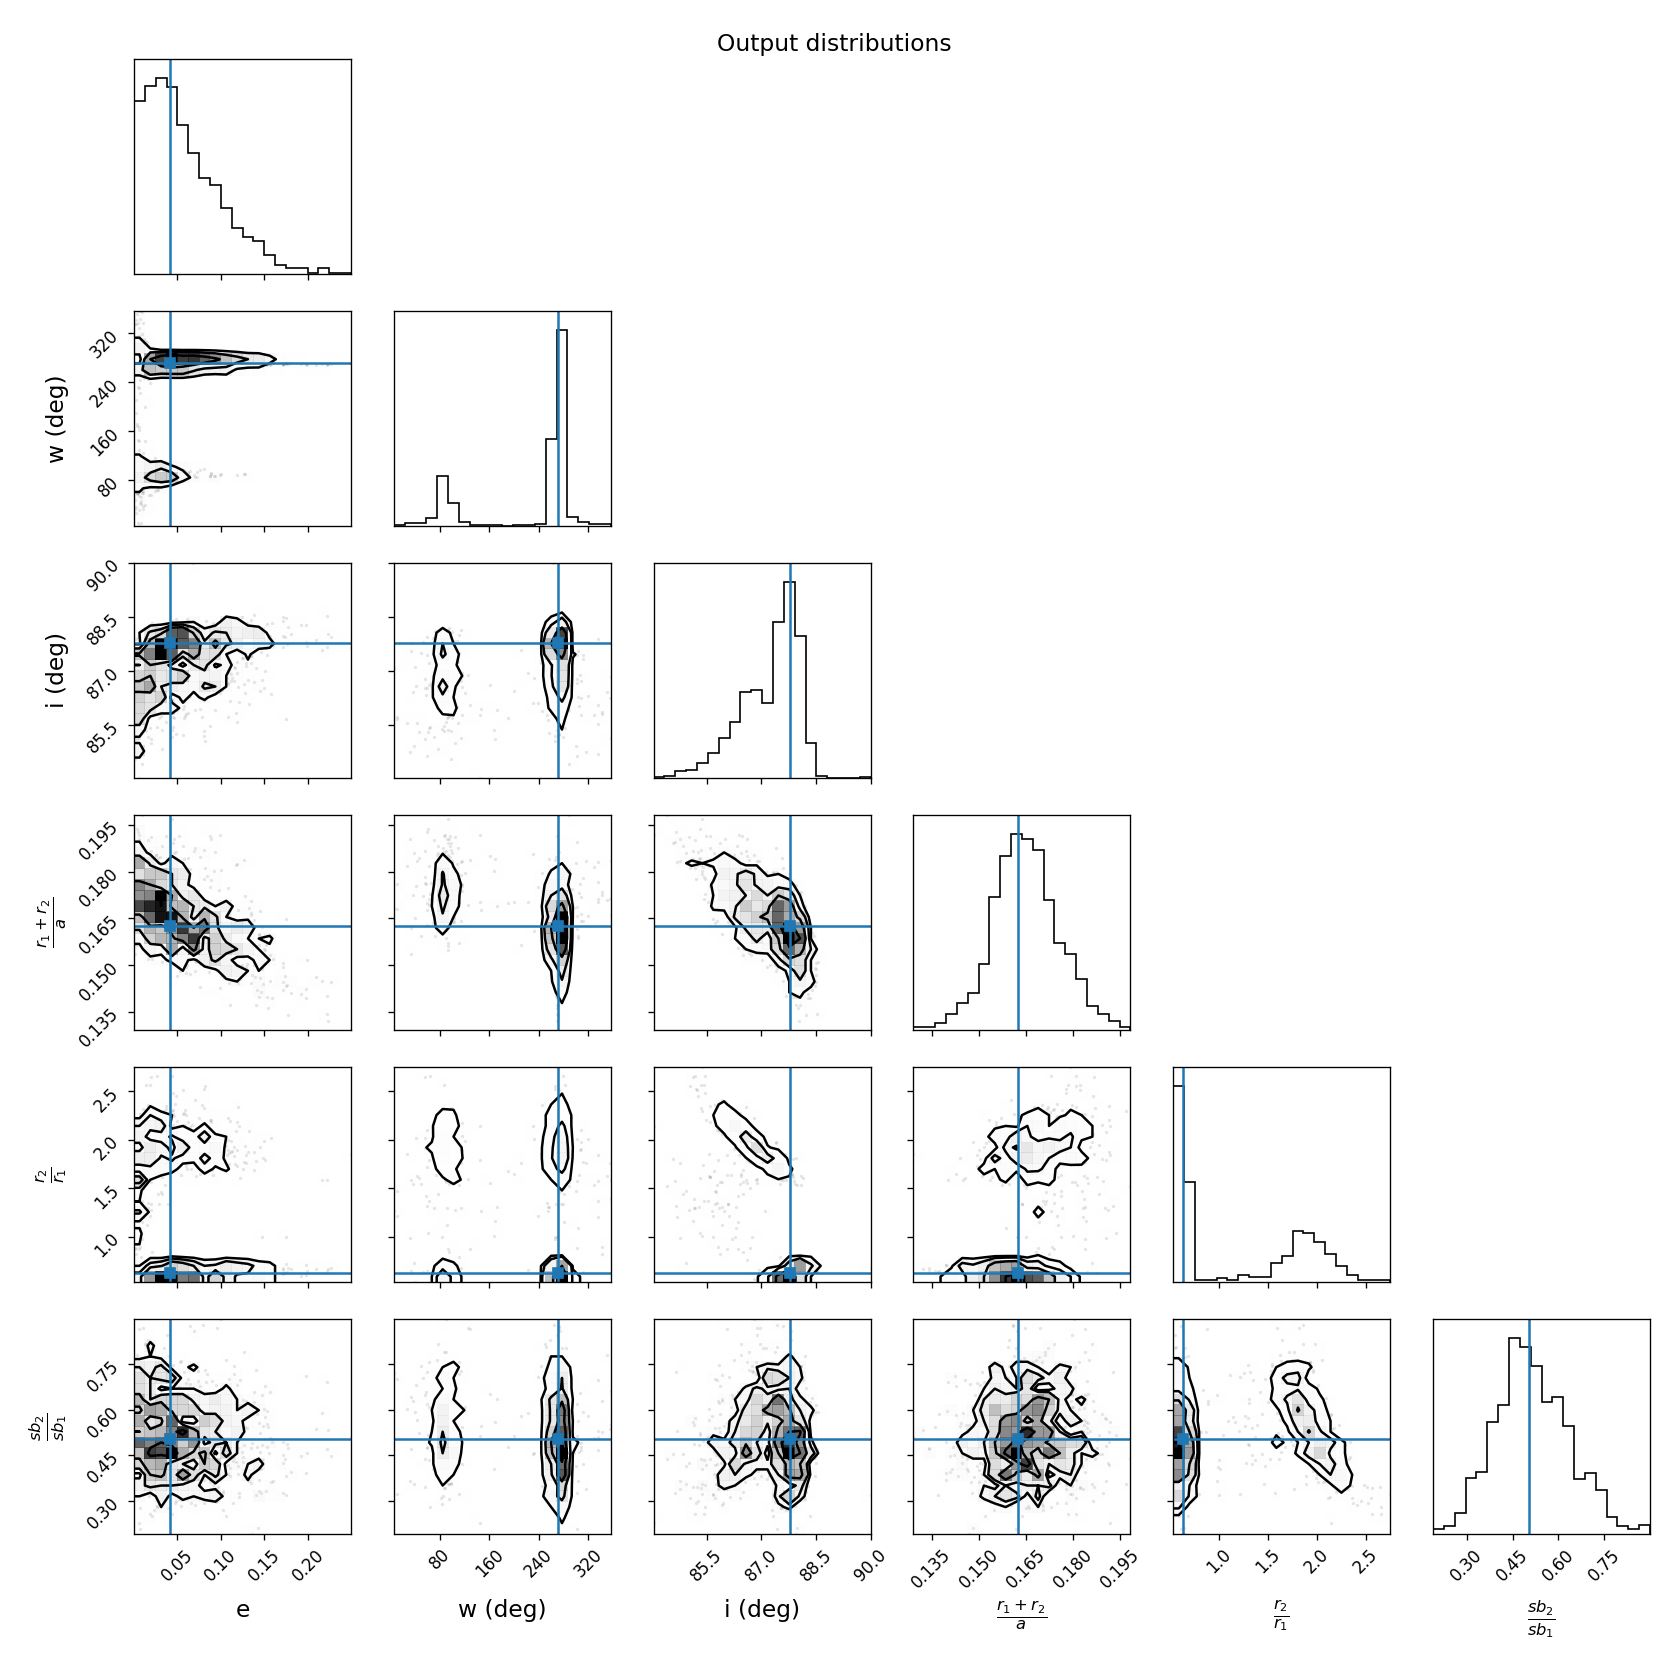 Output distributions
w (deg)
320
240
160
80
i (deg)
90.0
88.5
87.0
85.5
r₁ + r₂
a
0.195
0.180
0.165
0.150
0.135
r₂
r₁
2.5
2.0
1.5
1.0
sb₂
sb₁
0.75
0.60
0.45
0.30
0.05 0.10 0.15 0.20
80 160 240 320
85.5 87.0 88.5 90.0
0.135 0.150 0.165 0.180 0.195
1.0 1.5 2.0 2.5
0.30 0.45 0.60 0.75
e
w (deg)
i (deg)
r₁ + r₂
a
r₂
r₁
sb₂
sb₁